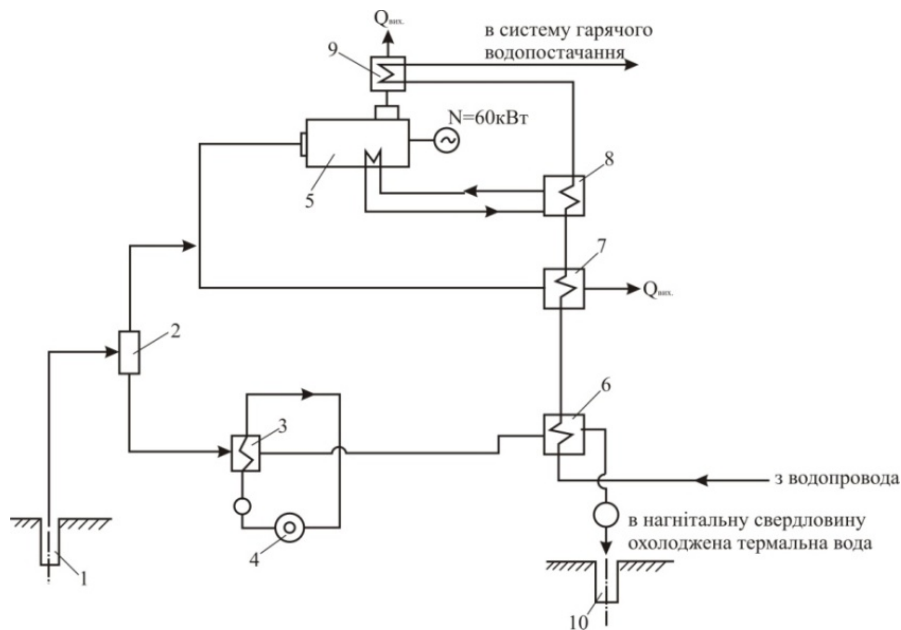 Qвих.
в систему гарячого
водопостачання
9
N=60кВт
5
8
7
Qвих.
2
6
3
з водопровода
4
в нагнітальну свердловину
охолоджена термальна вода
1
10